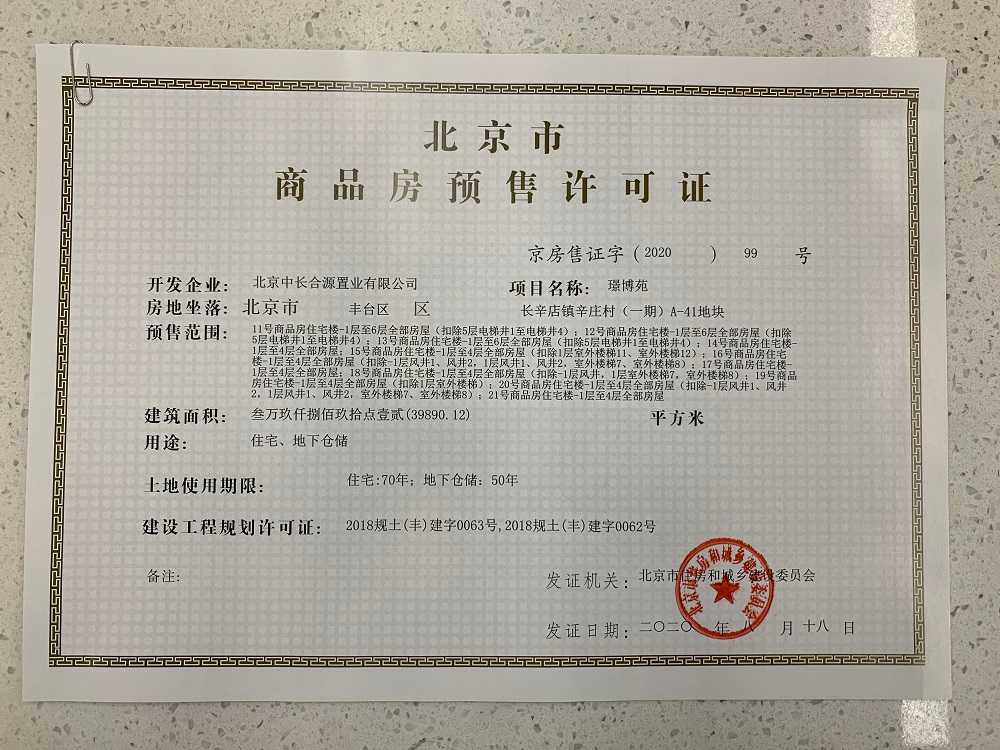 北京市
商品房预售许可证
京房售证字(2020 ) 99 号
开发企业: 北京中长合源置业有限公司 项目名称: 璟博苑
房地坐落: 北京市 丰台区 区 长辛店镇辛庄村（一期）A-41地块
预售范围: 11号商品房住宅楼-1层至6层全部房屋（扣除5层电梯井1至电梯井4）；12号商品房住宅楼-1层至6层全部房屋（扣除
5层电梯井1至电梯井4）；13号商品房住宅楼-1层至6层全部房屋（扣除5层电梯井1至电梯井4）；14号商品房住宅楼-
1层至4层全部房屋；15号商品房住宅楼-1层至4层全部房屋（扣除1层室外楼梯11、室外楼梯12）；16号商品房住宅
楼-1层至4层全部房屋（扣除-1层风井1、风井2，1层风井1、风井2，室外楼梯7、室外楼梯8）；17号商品房住宅楼-
1层至4层全部房屋；18号商品房住宅楼-1层至4层全部房屋（扣除-1层风井，1层室外楼梯7，室外楼梯8）；19号商品
房住宅楼-1层至4层全部房屋（扣除1层室外楼梯）；20号商品房住宅楼-1层至4层全部房屋（扣除-1层风井1、风井
2，1层风井1、风井2，室外楼梯7、室外楼梯8）；21号商品房住宅楼-1层至4层全部房屋
建筑面积: 叁万玖仟捌佰玖拾点壹贰(39890.12) 平方米
用途: 住宅、地下仓储
土地使用期限: 住宅:70年；地下仓储：50年
建设工程规划许可证: 2018规土(丰)建字0063号,2018规土(丰)建字0062号
备注:
发证机关: 北京市住房和城乡建设委员会
发证日期: 二〇二〇 年 八 月 十八 日
北京市住房和城乡建设委员会